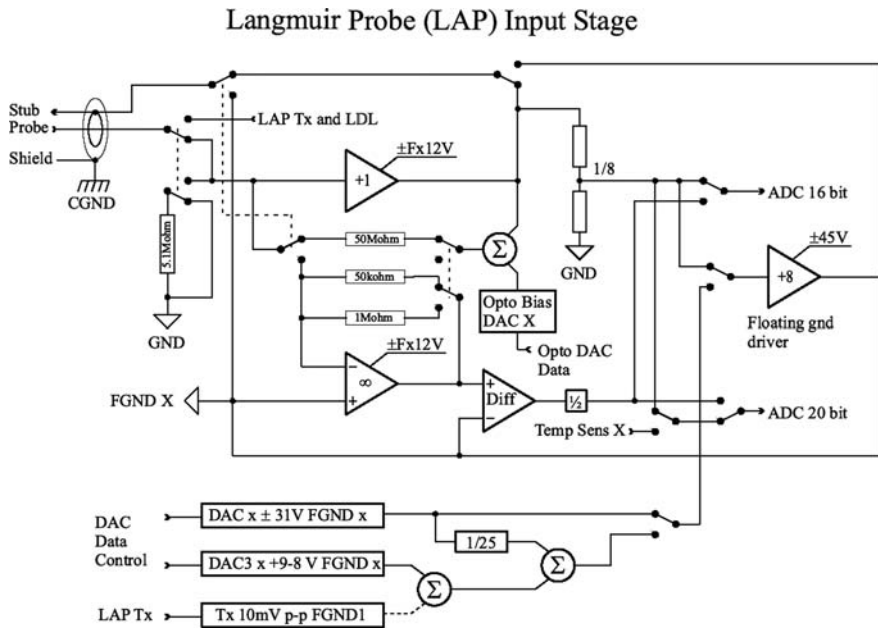 Langmuir Probe (LAP) Input Stage
Stub
Probe
Shield
CGND
LAP Tx and LDL
±Fx12V
+1
1/8
ADC 16 bit
5.1Mohm
GND
50Mohm
50kohm
1Mohm
Σ
Opto Bias
DAC X
Opto DAC
Data
GND
±45V
+8
Floating gnd
driver
±Fx12V
∞
−
+
FGND X
+
Diff
−
½
Temp Sens X
ADC 20 bit
DAC
Data
Control
DAC x ± 31V FGND x
1/25
DAC3 x +9-8 V FGND x
Σ
Σ
LAP Tx
Tx 10mV p-p FGND1